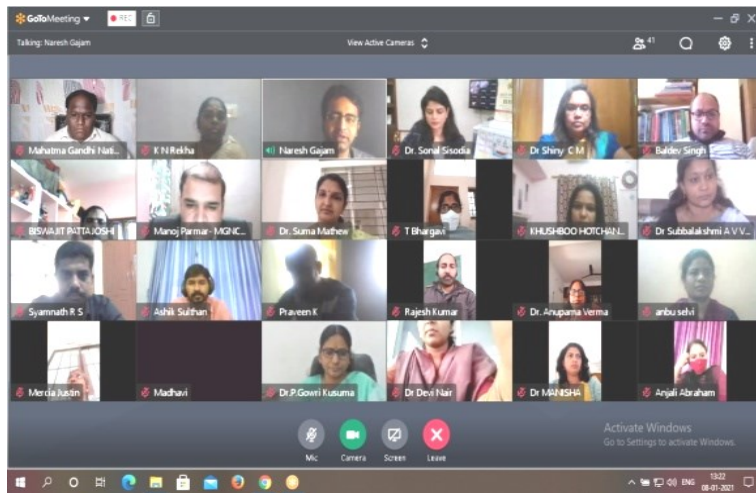 GoToMeeting
REC
Talking: Naresh Gajam
View Active Cameras
41
Mahatma Gandhi Nati...
K N Rekha
Naresh Gajam
Dr. Sonal Sisodia
Dr Shiny C M
Baldev Singh
BISWAJIT PATTAJOSHI
Manoj Parmar- MGNC...
Dr. Suma Mathew
T Bhargavi
KHUSHBOO HOTCHAN...
Dr Subbalakshmi A V V...
Syamnath R S
Ashik Sulthan
Praveen K
Rajesh Kumar
Dr. Anupama Verma
anbu selvi
Mercia Justin
Madhavi
Dr.P.Gowri Kusuma
Dr Devi Nair
Dr MANISHA
Anjali Abraham
Mic
Camera
Screen
Leave
Activate Windows
Go to Settings to activate Windows.
ENG
13:22
08-01-2021